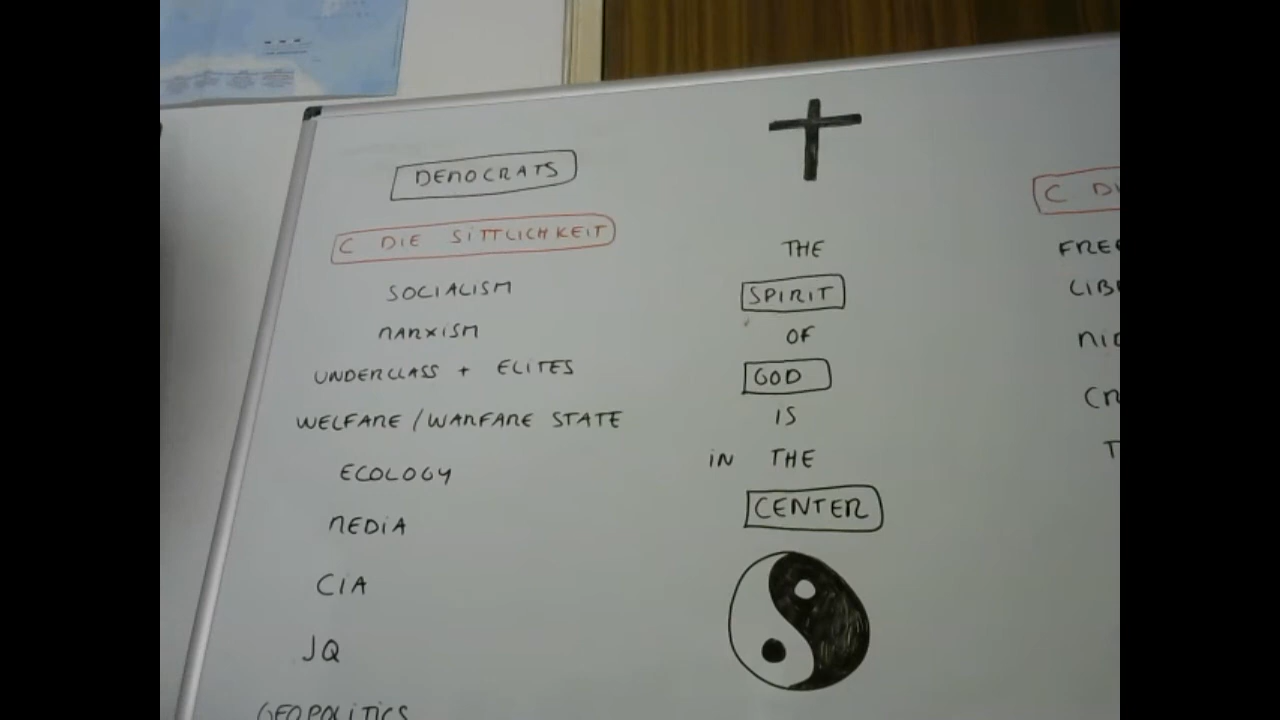 DEMOCRATS
C DIE SITTLICHKEIT
SOCIALISM
MARXISM
UNDERCLASS + ELITES
WELFARE / WARFARE STATE
ECOLOGY
MEDIA
CIA
JQ
GEOPOLITICS
THE
SPIRIT
OF
GOD
IS
IN THE
CENTER
C